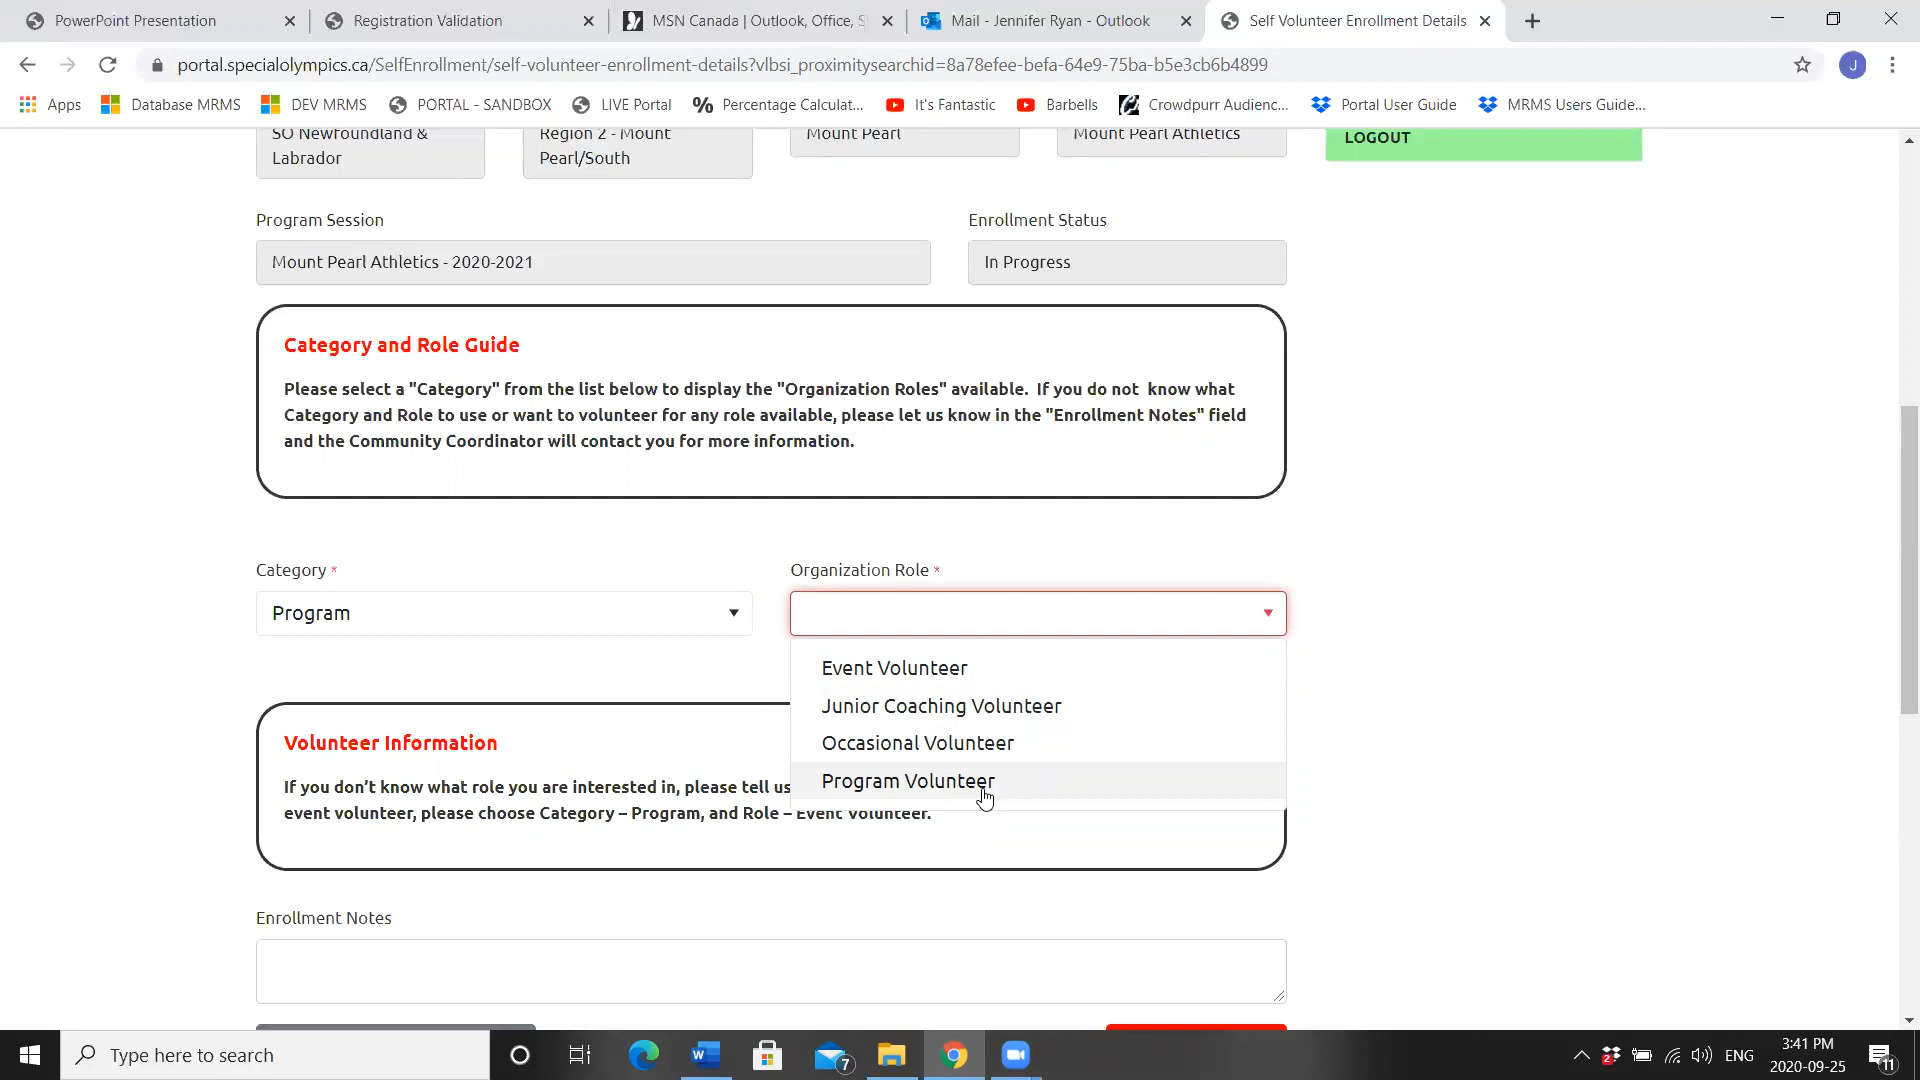 PowerPoint Presentation
Registration Validation
MSN Canada | Outlook, Office, S
Mail - Jennifer Ryan - Outlook
Self Volunteer Enrollment Details
portal.specialolympics.ca/SelfEnrollment/self-volunteer-enrollment-details?vlbsi_proximitysearchid=8a78efee-befa-64e9-75ba-b5e3cb6b4899
J
Apps
Database MRMS
DEV MRMS
PORTAL - SANDBOX
LIVE Portal
Percentage Calculat...
It's Fantastic
Barbells
Crowdpurr Audienc...
Portal User Guide
MRMS Users Guide...
SO Newfoundland &
Labrador
Region 2 - Mount
Pearl/South
Mount Pearl
Mount Pearl Athletics
LOGOUT
Program Session
Enrollment Status
Mount Pearl Athletics - 2020-2021
In Progress
Category and Role Guide
Please select a "Category" from the list below to display the "Organization Roles" available. If you do not know what
Category and Role to use or want to volunteer for any role available, please let us know in the "Enrollment Notes" field
and the Community Coordinator will contact you for more information.
Category *
Organization Role *
Program
Event Volunteer
Junior Coaching Volunteer
Occasional Volunteer
Program Volunteer
Volunteer Information
If you don't know what role you are interested in, please tell us
event volunteer, please choose Category – Program, and Role – Event Volunteer.
Enrollment Notes
Type here to search
7
2
ENG
3:41 PM
2020-09-25
11